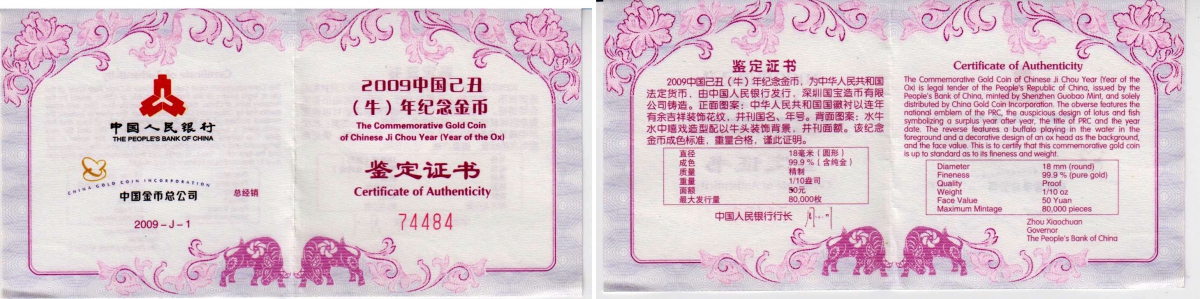 中国人民银行
THE PEOPLE'S BANK OF CHINA
CHINA GOLD COIN INCORPORATION
中国金币总公司
总经销
2009-J-1
2009中国己丑
(牛)年纪念金币
The Commemorative Gold Coin
of Chinese Ji Chou Year (Year of the Ox)
鉴定证书
Certificate of Authenticity
74484
鉴定证书
2009中国己丑(牛)年纪念金币,为中华人民共和国
法定货币,由中国人民银行发行,深圳国宝造币有限
公司铸造。正面图案:中华人民共和国国徽衬以连年
有余吉祥装饰花纹,并刊国名、年号。背面图案:水牛
水中嬉戏造型配以牛头装饰背景,并刊面额。该纪念
金币成色标准,重量合格,谨此证明。
直径 18毫米(圆形)
成色 99.9%(含纯金)
质量 精制
重量 1/10盎司
面额 50元
最大发行量 80,000枚
中国人民银行行长
Certificate of Authenticity
The Commemorative Gold Coin of Chinese Ji Chou Year (Year of the
Ox) is legal tender of the People's Republic of China, issued by the
People's Bank of China, minted by Shenzhen Guobao Mint, and solely
distributed by China Gold Coin Incorporation. The obverse features the
national emblem of the PRC, the auspicious design of lotus and fish
symbolizing a surplus year after year, the title of PRC and the year
date. The reverse features a buffalo playing in the water in the
foreground and a decorative design of an ox head as the background,
and the face value. This is to certify that this commemorative gold coin
is up to standard as to its fineness and weight.
Diameter 18 mm (round)
Fineness 99.9 % (pure gold)
Quality Proof
Weight 1/10 oz
Face Value 50 Yuan
Maximum Mintage 80,000 pieces
Zhou Xiaochuan
Governor
The People's Bank of China